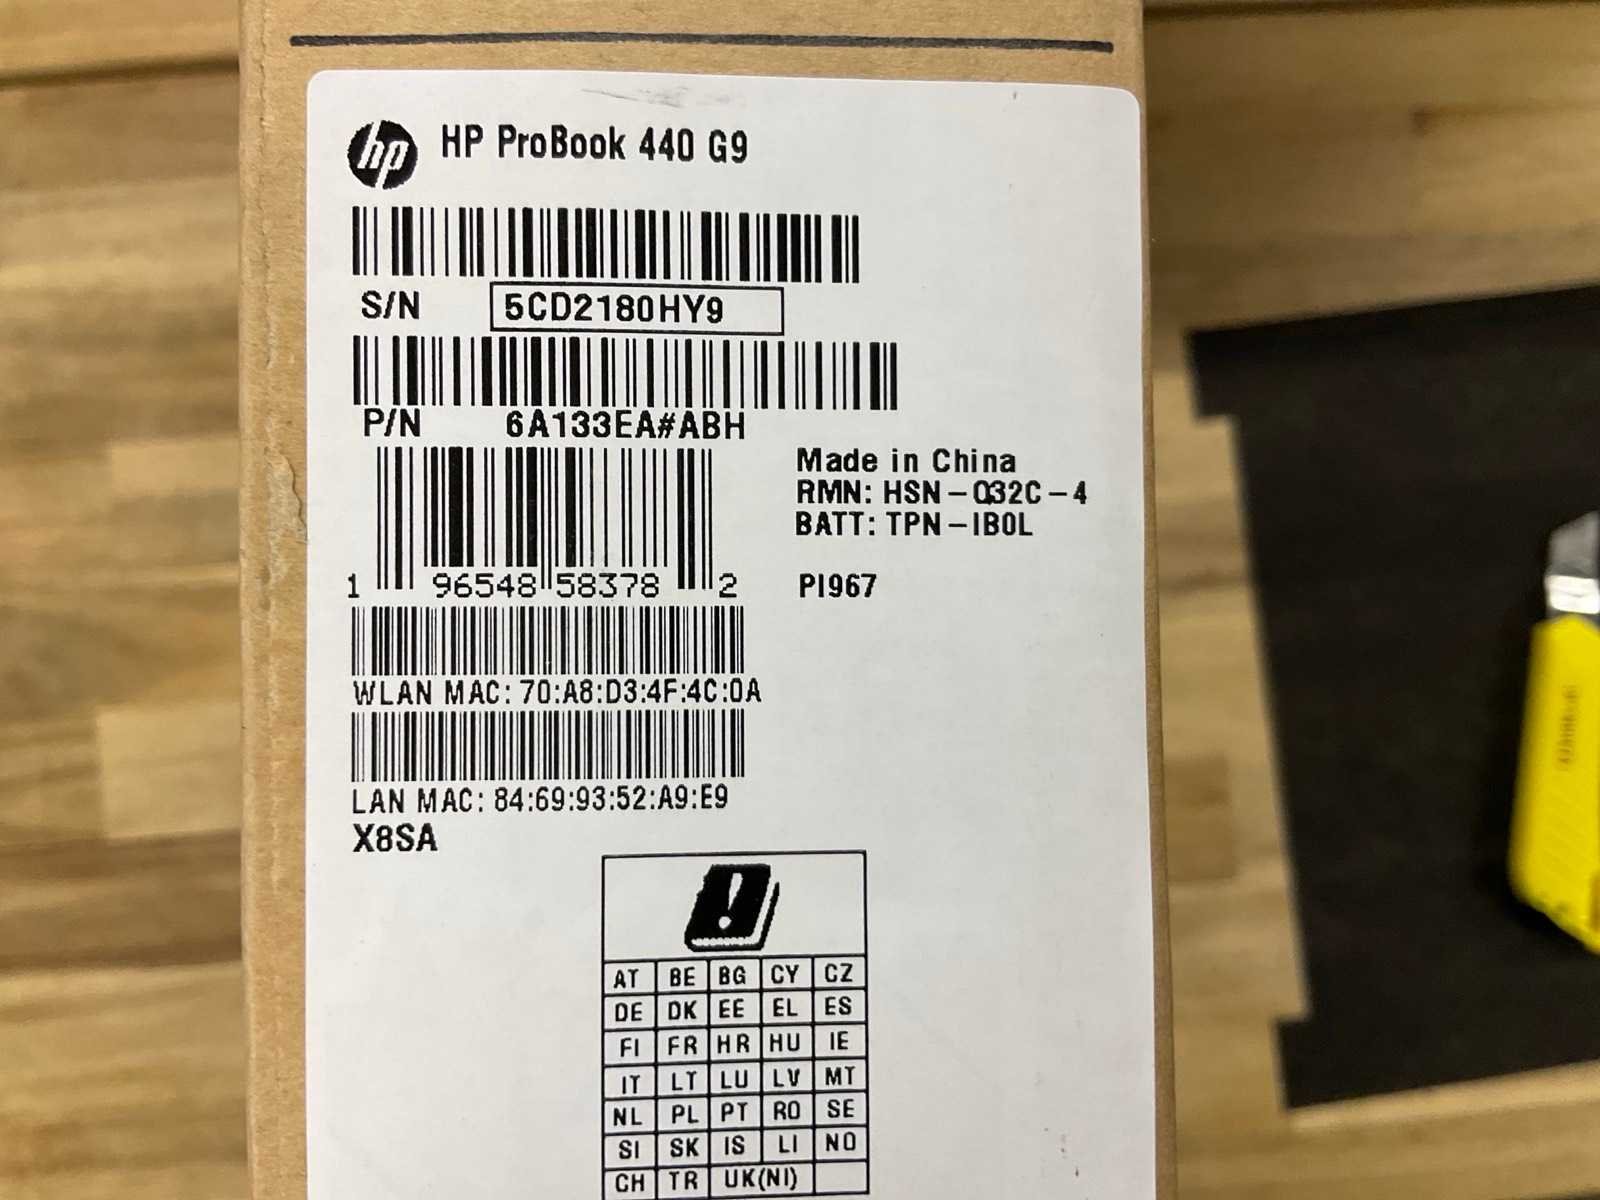 hp HP ProBook 440 G9
S/N 5CD2180HY9
P/N 6A133EA#ABH
Made in China
RMN: HSN-Q32C-4
BATT: TPN-IB0L
1 96548 58378 2
PI967
WLAN MAC: 70:A8:D3:4F:4C:0A
LAN MAC: 84:69:93:52:A9:E9
X8SA
!
AT BE BG CY CZ
DE DK EE EL ES
FI FR HR HU IE
IT LT LU LV MT
NL PL PT RO SE
SI SK IS LI NO
CH TR UK(NI)